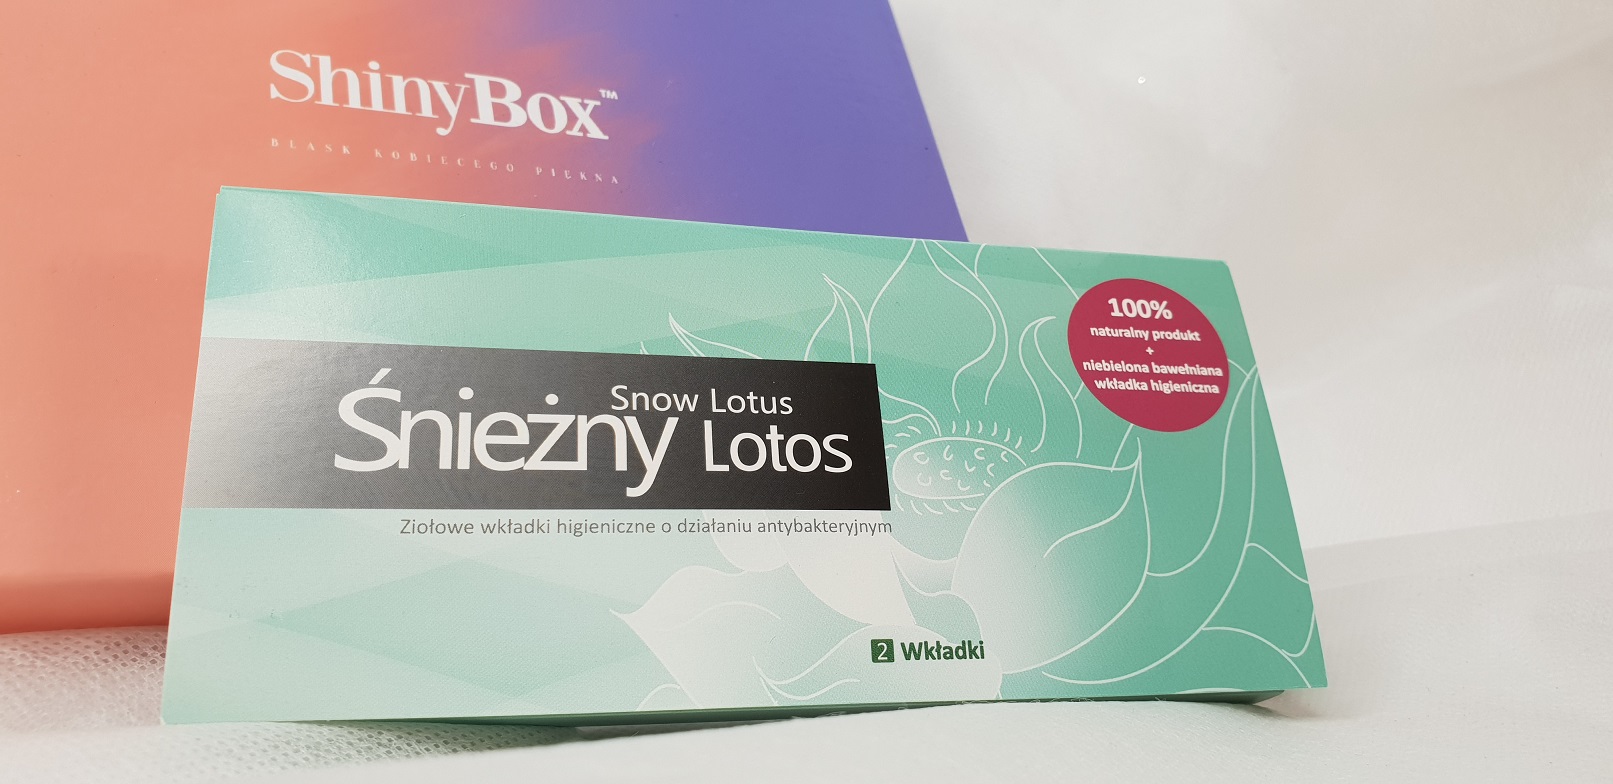 ShinyBox™
BLASK KOBIECEGO PIĘKNA
100%
naturalny produkt
+
niebielona bawełniana
wkładka higieniczna
Snow Lotus
Śnieżny Lotos
Ziołowe wkładki higieniczne o działaniu antybakteryjnym
2 Wkładki